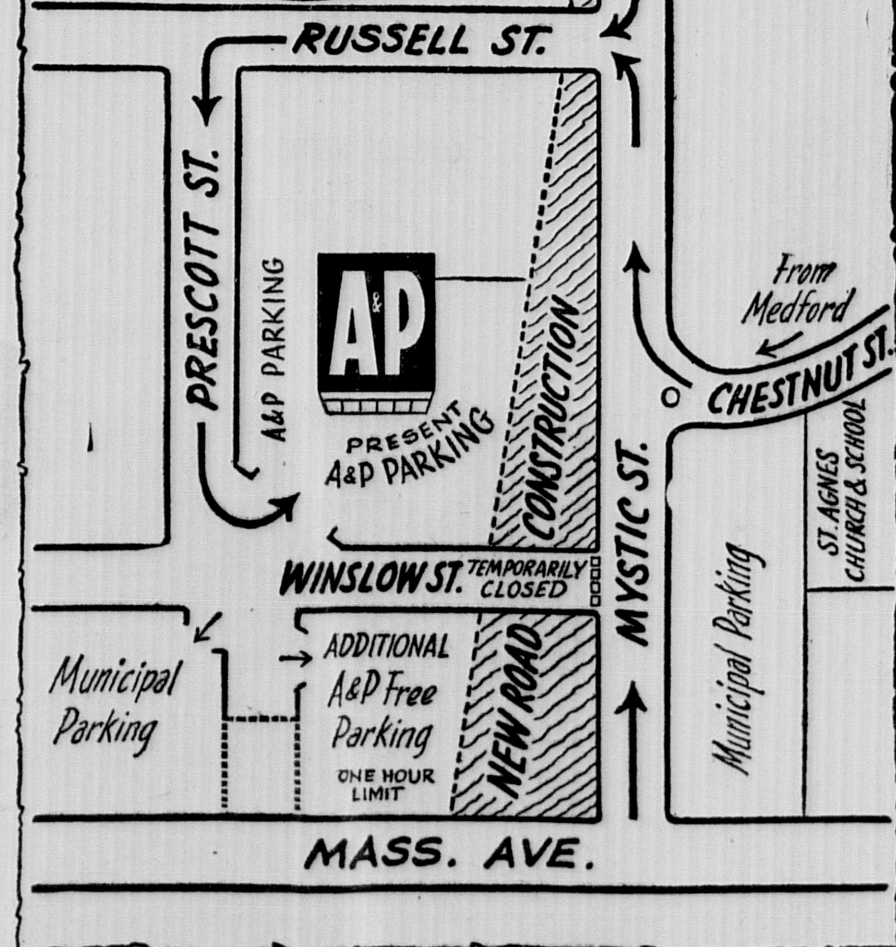 RUSSELL ST.
PRESCOTT ST.
A&P PARKING
A&P
PRESENT
A&P PARKING
CONSTRUCTION
From
Medford
CHESTNUT ST.
ST. AGNES
CHURCH & SCHOOL
MYSTIC ST.
WINSLOW ST.
TEMPORARILY
CLOSED
Municipal
Parking
ADDITIONAL
A&P Free
Parking
ONE HOUR
LIMIT
NEW ROAD
Municipal Parking
MASS. AVE.